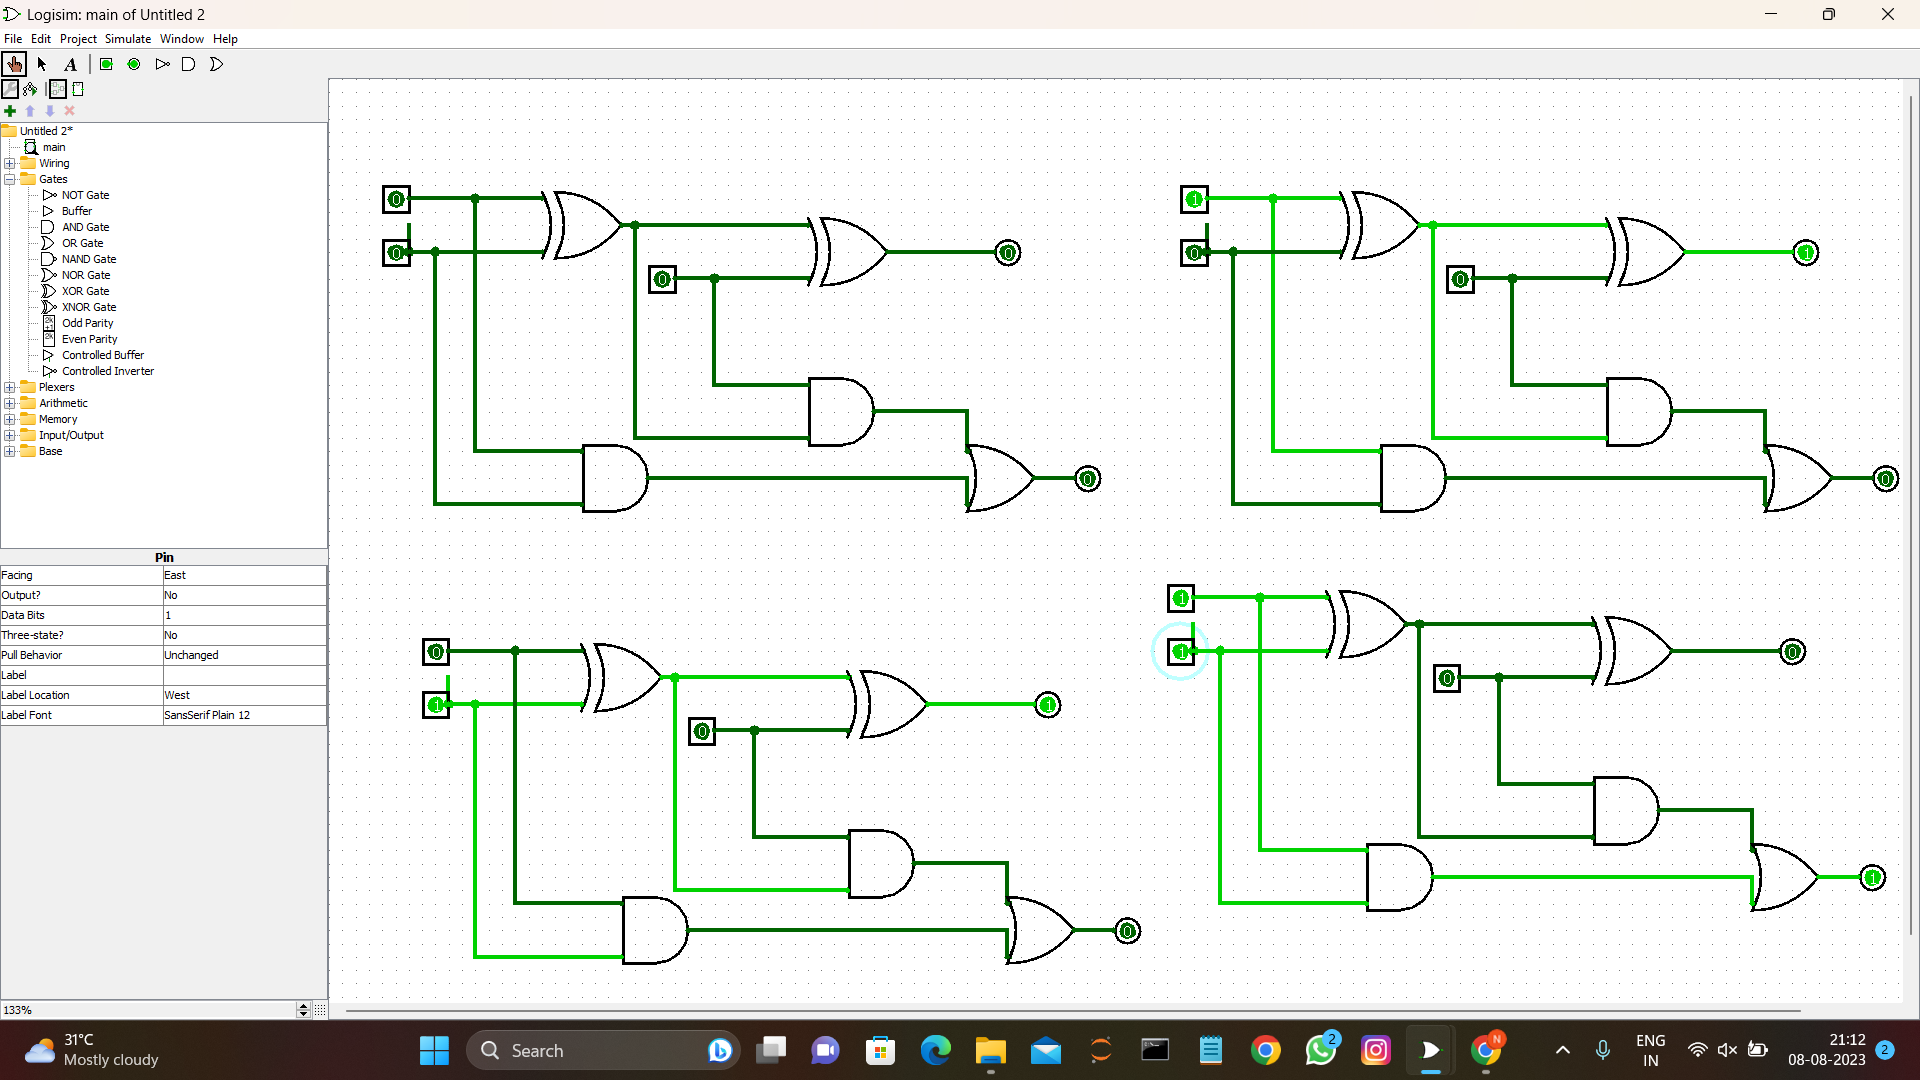 Logisim: main of Untitled 2
File Edit Project Simulate Window Help
A
Untitled 2*
main
Wiring
Gates
NOT Gate
Buffer
AND Gate
OR Gate
NAND Gate
NOR Gate
XOR Gate
XNOR Gate
Odd Parity
Even Parity
Controlled Buffer
Controlled Inverter
Plexers
Arithmetic
Memory
Input/Output
Base
Pin
Facing East
Output? No
Data Bits 1
Three-state? No
Pull Behavior Unchanged
Label
Label Location West
Label Font SansSerif Plain 12
133%
0 1
0 0 0 0 1 1
0 0
0 0
1
0 1 0
0 0
1 1
0
1
0
31°C
Mostly cloudy
Search
2
N
ENG
IN
21:12
08-08-2023
2